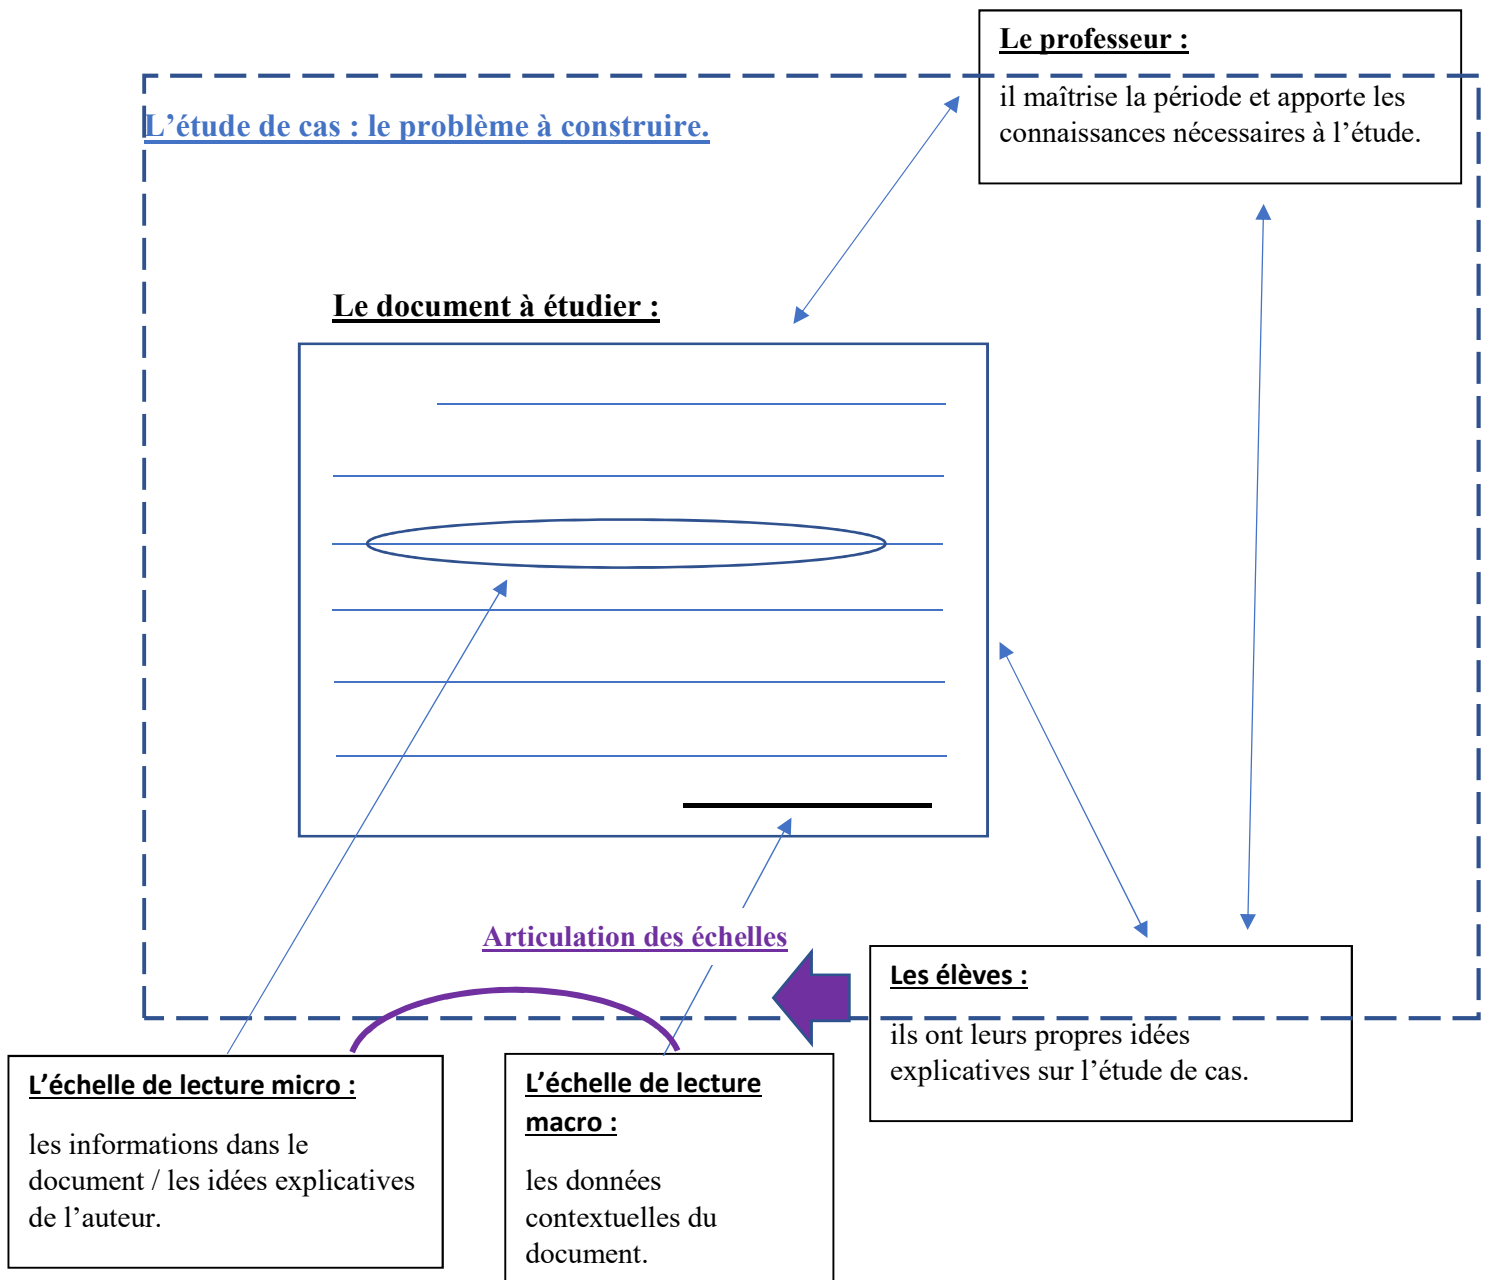 Le professeur :
il maîtrise la période et apporte les
connaissances nécessaires à l’étude.
L’étude de cas : le problème à construire.
Le document à étudier :
Articulation des échelles
Les élèves :
ils ont leurs propres idées
explicatives sur l’étude de cas.
L’échelle de lecture micro :
les informations dans le
document / les idées explicatives
de l’auteur.
L’échelle de lecture
macro :
les données
contextuelles du
document.